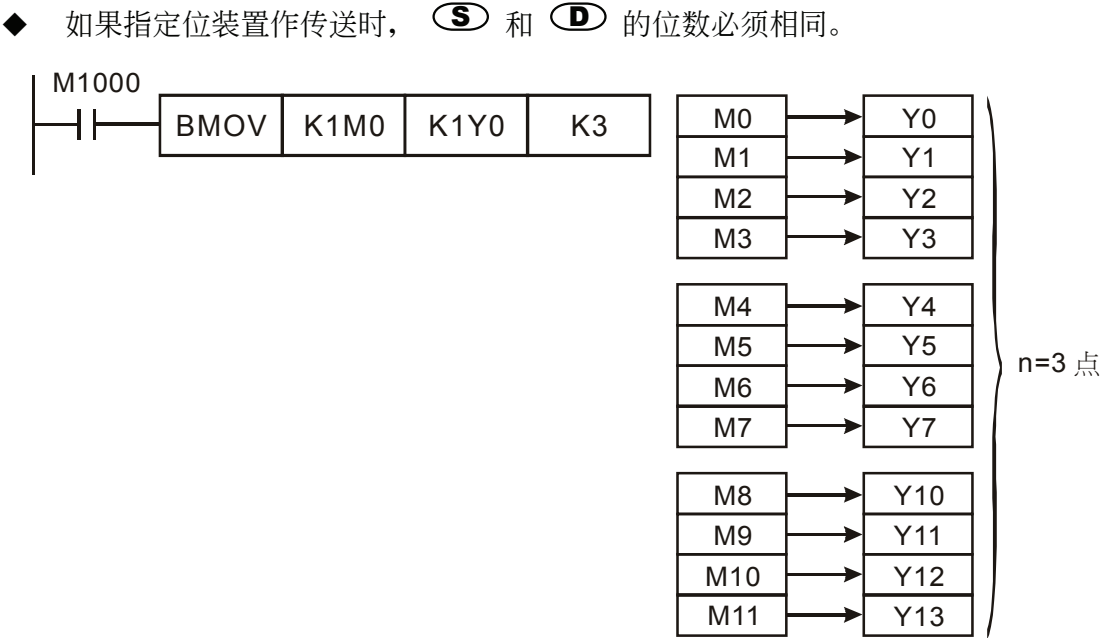 ◆ 如果指定位装置作传送时， S 和 D 的位数必须相同。
M1000
BMOV K1M0 K1Y0 K3
M0 Y0
M1 Y1
M2 Y2
M3 Y3
M4 Y4
M5 Y5
M6 Y6
M7 Y7
n=3 点
M8 Y10
M9 Y11
M10 Y12
M11 Y13